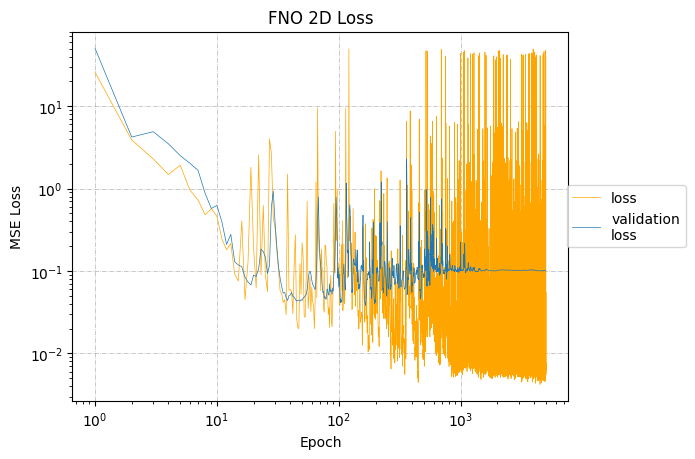 FNO 2D Loss
MSE Loss
10¹
10⁰
10⁻¹
10⁻²
10⁰
10¹
10²
10³
Epoch
loss
validation
loss